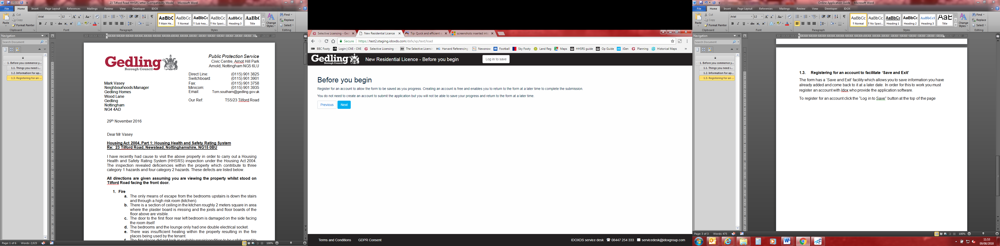 23 Tilford Road HHSRS letter [Compatibility Mode] - Microsoft Word
File Home Insert Page Layout References Mailings Review View Developer IDOX
Cut
Copy
Paste
Format Painter
Clipboard
Arial 12
Font
Paragraph
AaBbC AaBbCc AaBbCc AaBbCc AaBbCc AaBbC
Main He... Normal Sub hea... No Spaci... Heading 3 Title
Change Styles
Styles
Find
Replace
Select
Editing
Navigation
Search Document
1. Before you commence y...
1.1. Things you need i...
1.2. Information for ap...
1.3. Registering for an ...
Gedling
Borough Council
Public Protection Service
Civic Centre, Arnot Hill Park
Arnold, Nottingham NG5 6LU
Direct Line: (0115) 901 3825
Switchboard: (0115) 901 3901
Fax: (0115) 901 3758
Minicom: (0115) 901 3935
Email: Tom.southam@gedling.gov.uk
Our Ref: TS5/23 Tilford Road
Mark Vasey
Neighbourhoods Manager
Gedling Homes
Wood Lane
Gedling
Nottingham
NG4 4AD
29th November 2016
Dear Mr Vasey
Housing Act 2004, Part 1: Housing Health and Safety Rating System
Re: 23 Tilford Road, Newstead, Nottinghamshire, NG15 0BU
I have recently had cause to visit the above property in order to carry out a Housing
Health and Safety Rating System (HHSRS) inspection under the Housing Act 2004.
The inspection revealed deficiencies within the property which contribute to three
category 1 hazards and four category 2 hazards. These defects are listed below.
All directions are given assuming you are viewing the property whilst stood on
Tilford Road facing the front door.
1. Fire
a. The only means of escape from the bedrooms upstairs is down the stairs
and through a high risk room (kitchen).
b. There is a section of ceiling in the kitchen roughly 2 meters square in area
where the plaster board is missing and the joists and floor boards of the
floor above are visible.
c. The door to the first floor rear left bedroom is damaged on the side facing
the room itself
d. The bedrooms and the lounge only had one double electrical socket.
e. There was insufficient heating within the property resulting in the fire
places being used by the tenant.
f. The fire places did not look in suitable repair/condition to be safely used to
Page: 1 of 6 Words: 2,023 100%
Selective Licensing - Ged New Residential Licence Tip: Quick and efficient s screenshots inserted into
Secure https://test2.staging.idoxds.com/dsfx/xp/text/load
BBC Footy Login | CMI - CMI Selective Licensing - The Selective Licensi Harvard Referencing Newsnow Football Sky Footy Land Reg Maps HHSRS guide Op Guide iGen Planning Historical Maps
Gedling
Borough Council
New Residential Licence - Before you begin
Log in to save
Before you begin
Register for an account to allow the form to be saved as you progress. Creating an account is free and enables you to return to the form at a later time to complete the submission.
You do not need to create an account to submit the application but you will not be able to save your progress and return to the form at a later time.
Previous Next
Terms and Conditions GDPR Consent IDOXDS service desk 08447 254 333 servicedesk@idoxgroup.com
Online Application Guide - Microsoft Word
File Home Insert Page Layout References Mailings Review View Developer IDOX
Cut
Copy
Paste
Format Painter
Clipboard
Arial 12
Font
Paragraph
AaBbCc AaBbCc AaBbCc AaBbCc AaBbCcI AaB
Normal No Spaci... Heading 1 Heading 2 Heading 3 Title
Change Styles
Styles
Find
Replace
Select
Editing
Navigation
Search Document
1. Before you commence y...
1.1. Things you need i...
1.2. Information for ap...
1.3. Registering for an ...
1.3. Registering for an account to facilitate ‘Save and Exit’
The form has a ‘Save and Exit’ facility which allows you to save information you have
already added and come back to it at a later date. In order for this to work you must
register an account with Idox who provide the application software.
To register for an account click the “Log in to Save” button at the top of the page
Page: 3 of 3 Words: 475 100%
11:53
09/08/2018